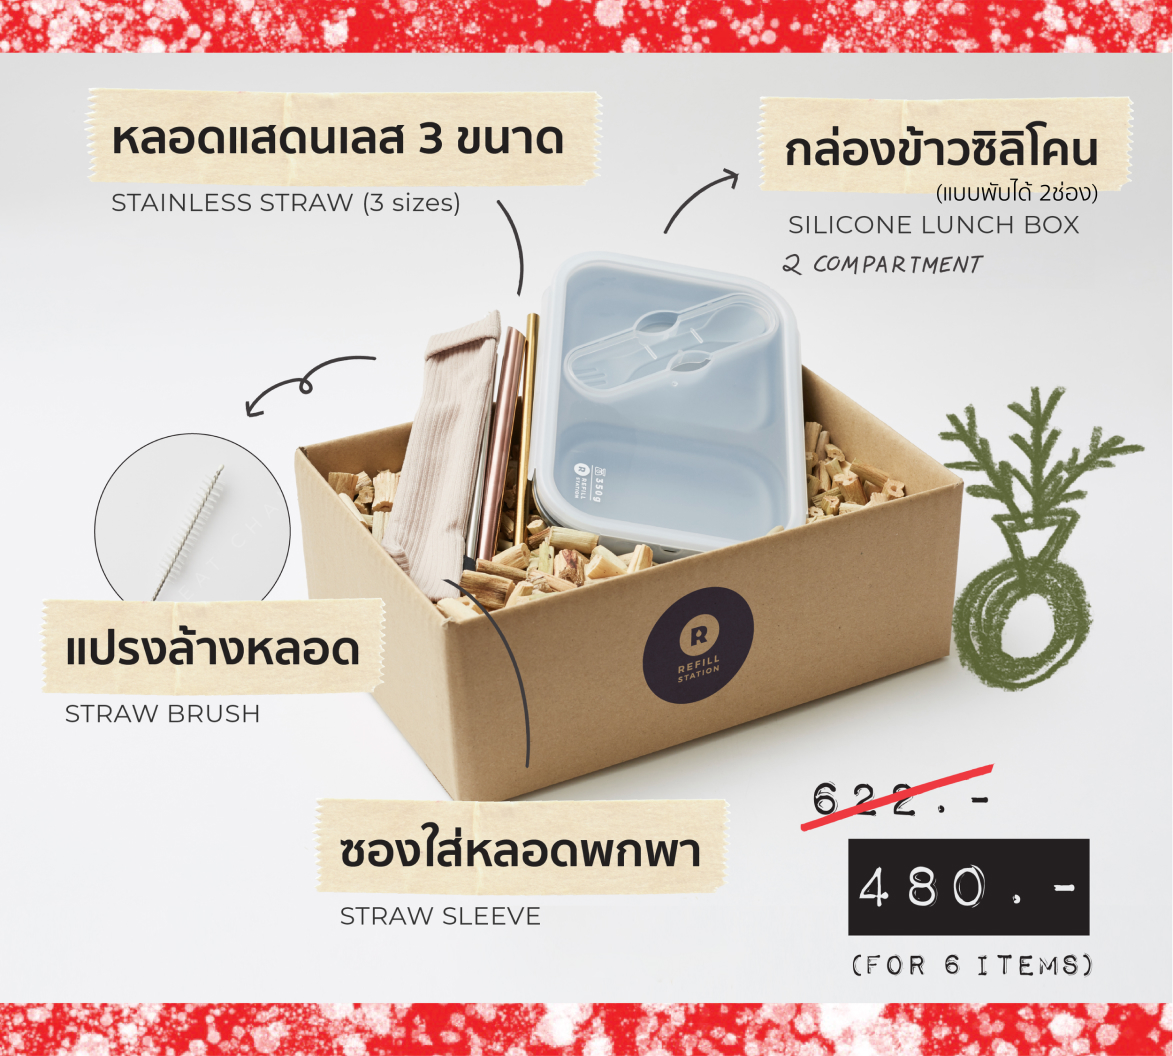 หลอดแสตนเลส 3 ขนาด
STAINLESS STRAW (3 sizes)
กล่องข้าวซิลิโคน
(แบบพับได้ 2ช่อง)
SILICONE LUNCH BOX
2 COMPARTMENT
R REFILL STATION
350g
แปรงล้างหลอด
STRAW BRUSH
R
REFILL
STATION
ซองใส่หลอดพกพา
STRAW SLEEVE
622.-
480.-
(FOR 6 ITEMS)